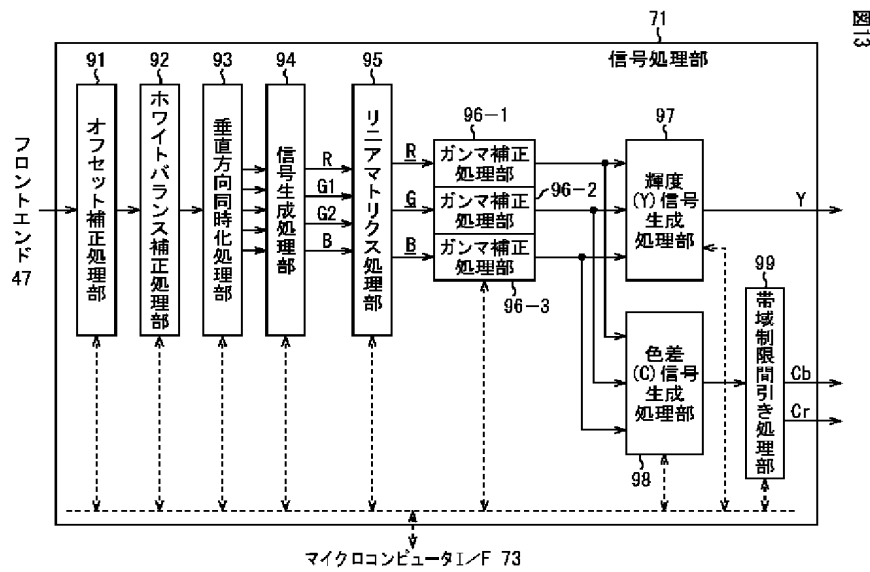 図13
71
信号処理部
フロントエンド 47
91
オフセット補正処理部
92
ホワイトバランス補正処理部
93
垂直方向同時化処理部
94
信号生成処理部
R
G1
G2
B
95
リニアマトリクス処理部
R
G
B
96-1
ガンマ補正処理部
96-2
ガンマ補正処理部
ガンマ補正処理部
96-3
97
輝度
(Y)信号
生成
処理部
Y
色差
(C)信号
生成
処理部
98
99
帯域制限間引き処理部
Cb
Cr
マイクロコンピュータI/F 73